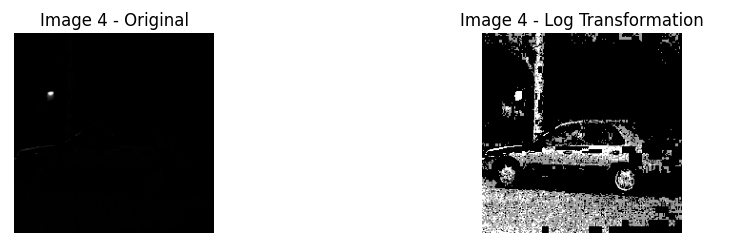 Image 4 - Original
Image 4 - Log Transformation